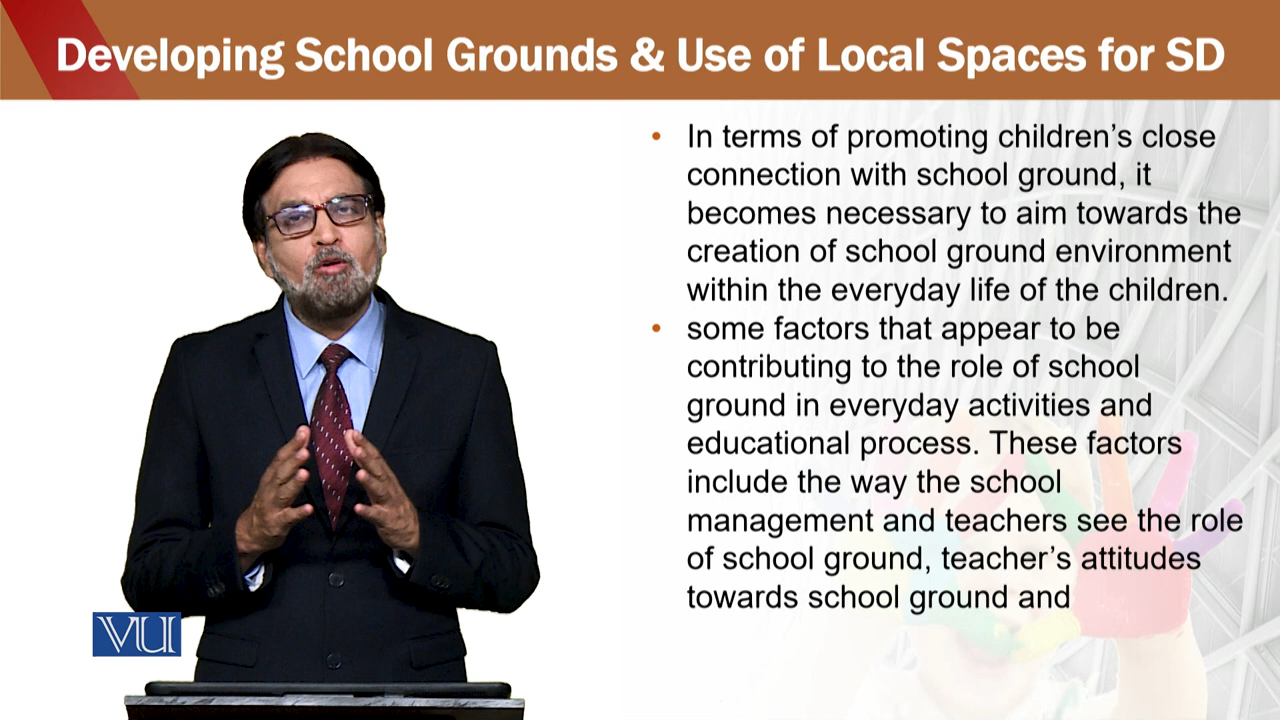 Developing School Grounds & Use of Local Spaces for SD
• In terms of promoting children’s close
connection with school ground, it
becomes necessary to aim towards the
creation of school ground environment
within the everyday life of the children.
• some factors that appear to be
contributing to the role of school
ground in everyday activities and
educational process. These factors
include the way the school
management and teachers see the role
of school ground, teacher’s attitudes
towards school ground and
VU